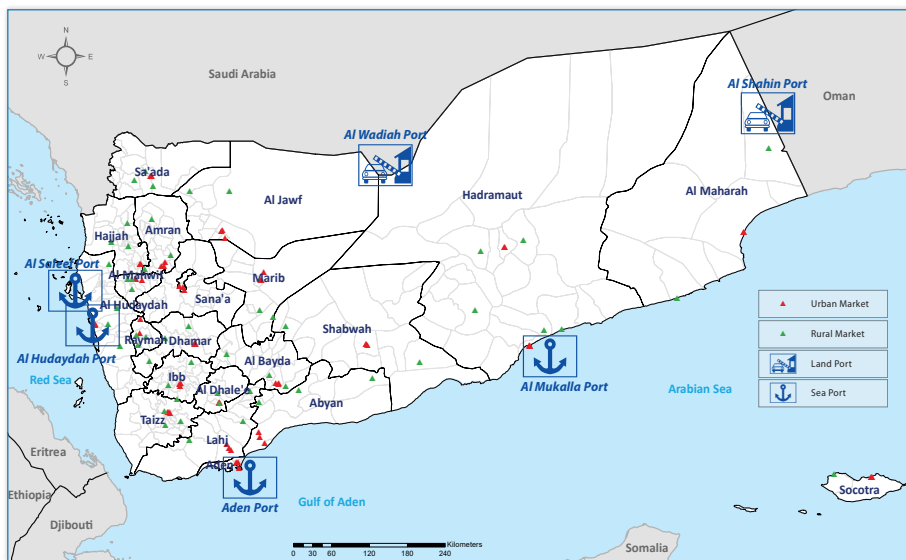 N
W E
S
Saudi Arabia
Oman
Al Shahin Port
Al Wadiah Port
Sa'ada
Al Jawf
Hadramaut
Al Maharah
Hajjah
Amran
Al Saleef Port
Al Mahwit
Marib
Sana'a
Al Hudaydah
Shabwah
Raymah
Dhamar
Al Hudaydah Port
Al Bayda
Ibb
Al Dhale'e
Abyan
Al Mukalla Port
Red Sea
Arabian Sea
Taizz
Lahj
Aden
Aden Port
Gulf of Aden
Eritrea
Ethiopia
Djibouti
Somalia
Socotra
Urban Market
Rural Market
Land Port
Sea Port
Kilometers
0 15 30 60 120 180 240